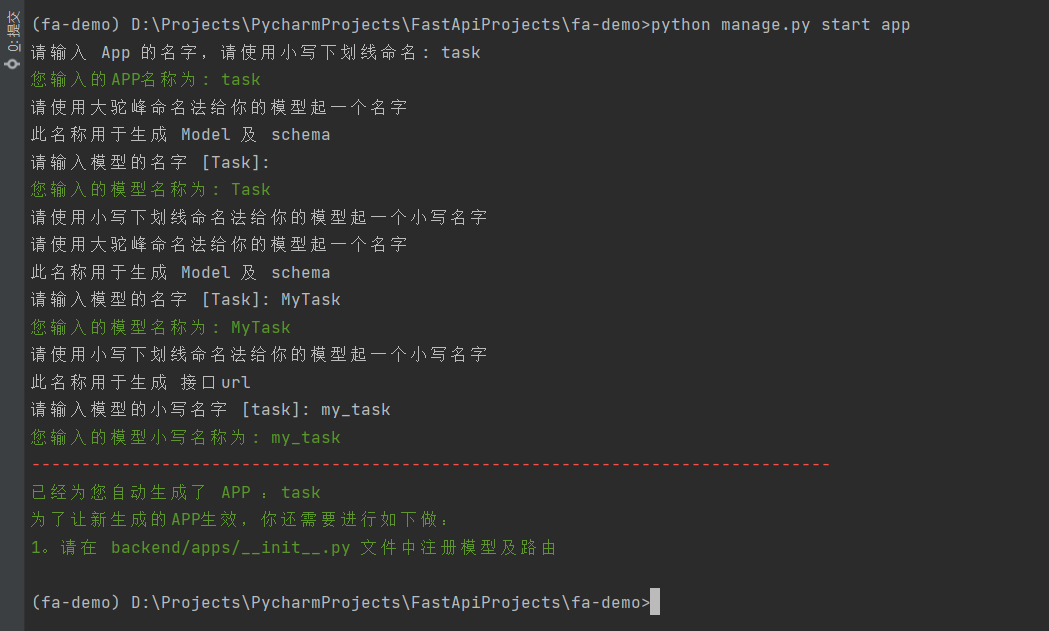 0: 提交
(fa-demo) D:\Projects\PycharmProjects\FastApiProjects\fa-demo>python manage.py start app
请输入 App 的名字，请使用小写下划线命名: task
您输入的APP名称为: task
请使用大驼峰命名法给你的模型起一个名字
此名称用于生成 Model 及 schema
请输入模型的名字 [Task]:
您输入的模型名称为: Task
请使用小写下划线命名法给你的模型起一个小写名字
请使用大驼峰命名法给你的模型起一个名字
此名称用于生成 Model 及 schema
请输入模型的名字 [Task]: MyTask
您输入的模型名称为: MyTask
请使用小写下划线命名法给你的模型起一个小写名字
此名称用于生成 接口url
请输入模型的小写名字 [task]: my_task
您输入的模型小写名称为: my_task
--------------------------------------------------------------------------------
已经为您自动生成了 APP : task
为了让新生成的APP生效，你还需要进行如下做:
1。请在 backend/apps/__init__.py 文件中注册模型及路由
(fa-demo) D:\Projects\PycharmProjects\FastApiProjects\fa-demo>